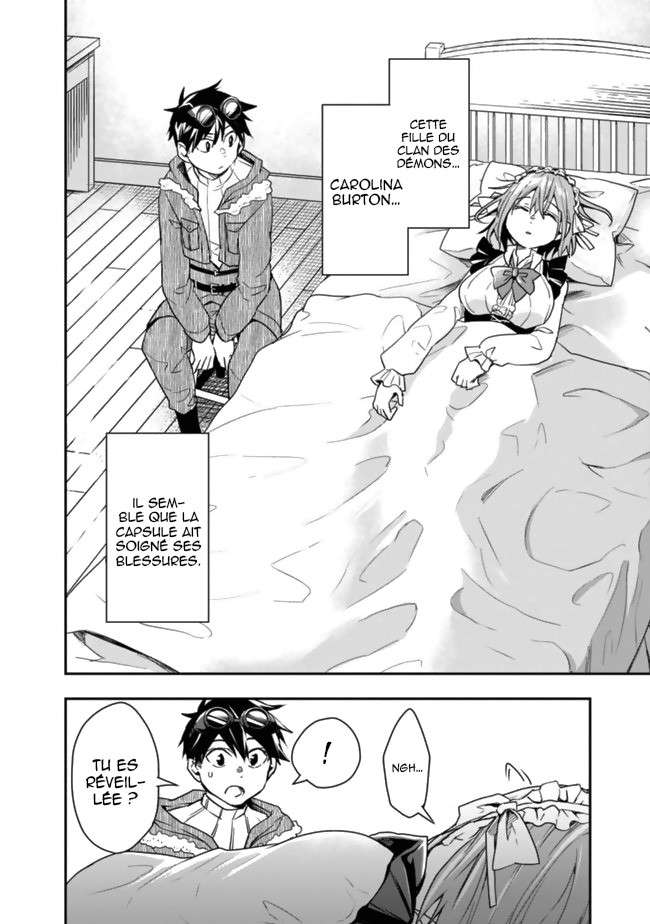 CETTE
FILLE DU
CLAN DES
DÉMONS...
CAROLINA
BURTON...
IL SEM-
BLE QUE LA
CAPSULE AIT
SOIGNÉ SES
BLESSURES.
NGH...
!
TU ES
RÉVEIL-
LÉE ?